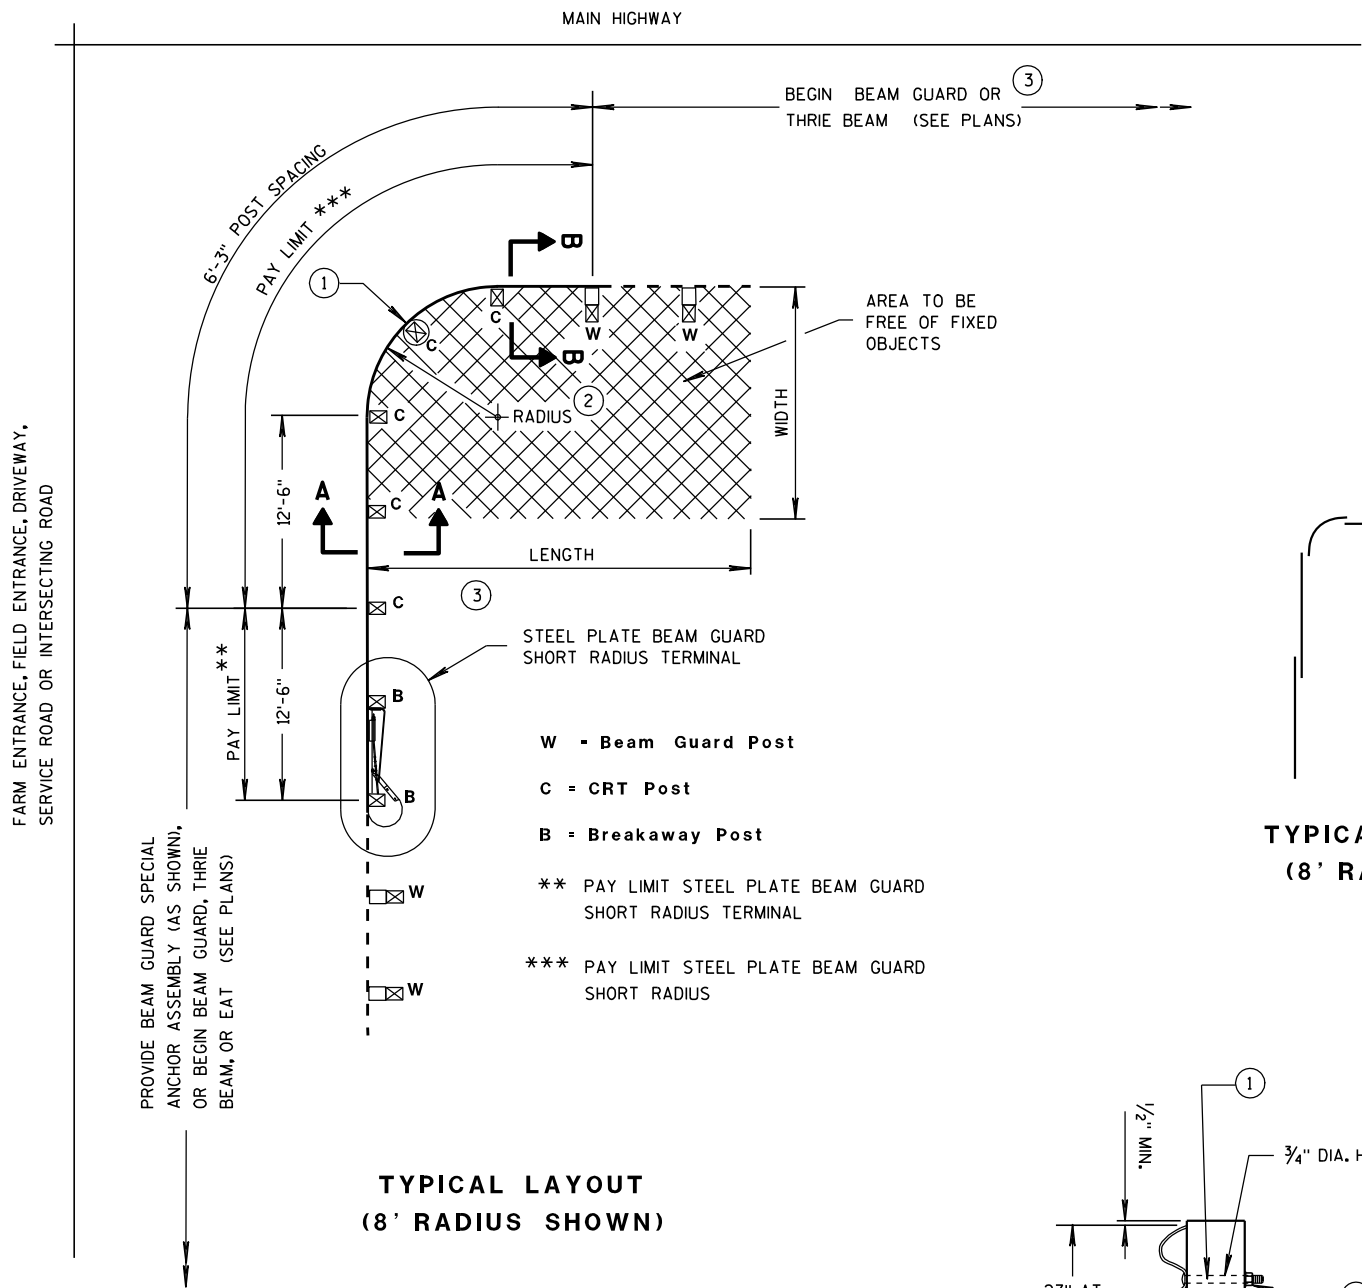 MAIN HIGHWAY
BEGIN BEAM GUARD OR
THRIE BEAM (SEE PLANS)
3
6'-3" POST SPACING
PAY LIMIT ***
1
B
B
C
W
W
C
AREA TO BE
FREE OF FIXED
OBJECTS
2
RADIUS
WIDTH
C
12'-6"
A
A
C
LENGTH
3
C
FARM ENTRANCE, FIELD ENTRANCE, DRIVEWAY,
SERVICE ROAD OR INTERSECTING ROAD
STEEL PLATE BEAM GUARD
SHORT RADIUS TERMINAL
PAY LIMIT **
12'-6"
B
B
W - Beam Guard Post
C = CRT Post
B - Breakaway Post
** PAY LIMIT STEEL PLATE BEAM GUARD
SHORT RADIUS TERMINAL
*** PAY LIMIT STEEL PLATE BEAM GUARD
SHORT RADIUS
W
W
PROVIDE BEAM GUARD SPECIAL
ANCHOR ASSEMBLY (AS SHOWN),
OR BEGIN BEAM GUARD, THRIE
BEAM, OR EAT (SEE PLANS)
TYPICAL LAYOUT
(8' RADIUS SHOWN)
TYPICA
(8' RA
1
½" MIN.
¾" DIA. H